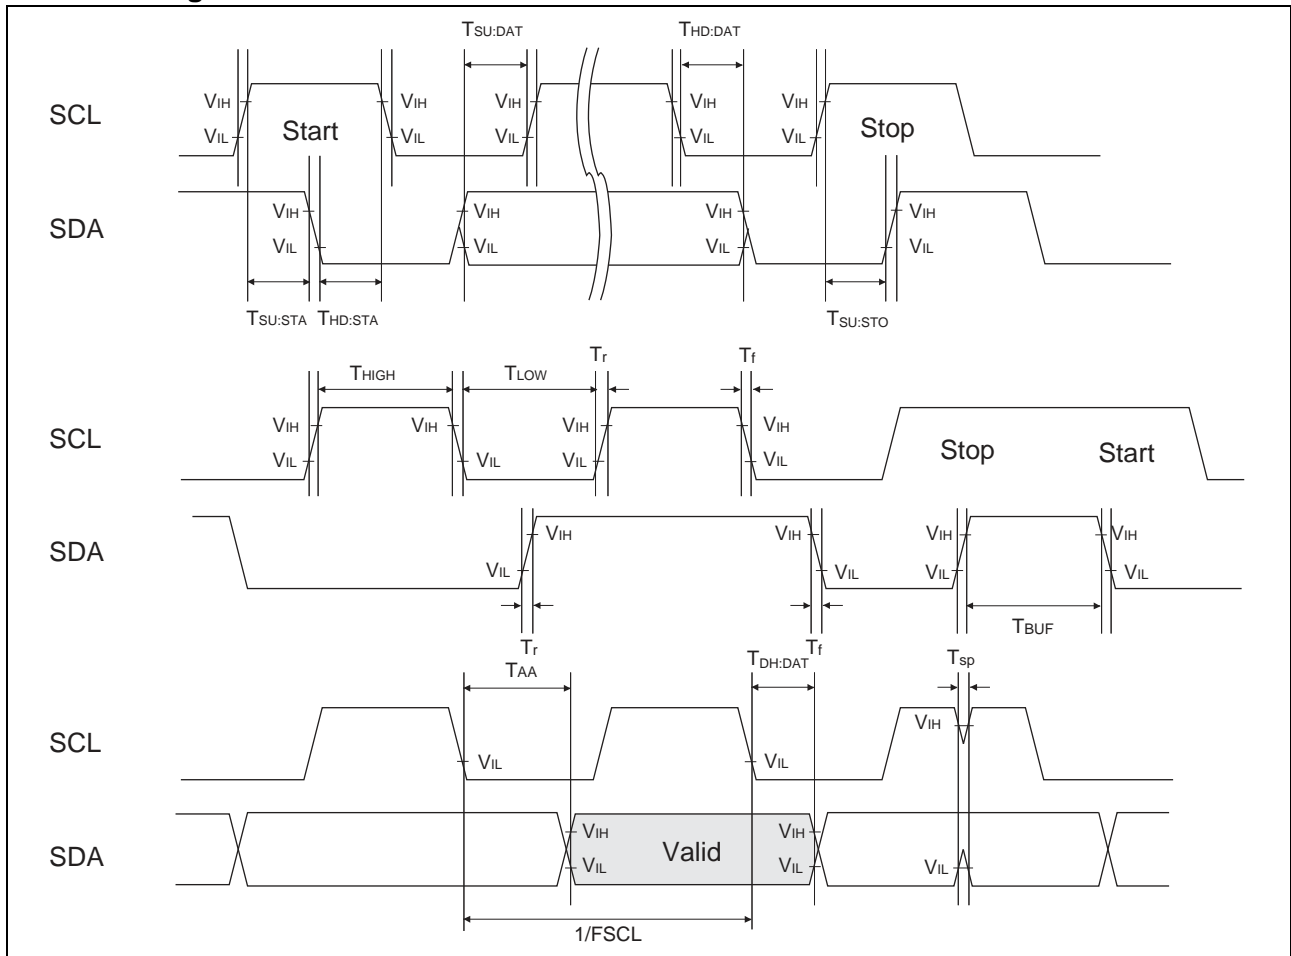 TSU:DAT THD:DAT
SCL VIH VIH VIH VIH VIH
Start Stop
VIL VIL VIL VIL VIL
SDA VIH VIH VIH VIH
VIL VIL VIL VIL
TSU:STA THD:STA TSU:STO
THIGH TLOW Tr Tf
SCL VIH VIH VIH VIH
Stop Start
VIL VIL VIL VIL
SDA VIH VIH VIH VIH
VIL VIL VIL VIL
Tr Tf TBUF
TAA TDH:DAT Tsp
SCL VIH
VIL VIL
SDA VIH VIH
Valid
VIL VIL VIL
1/FSCL